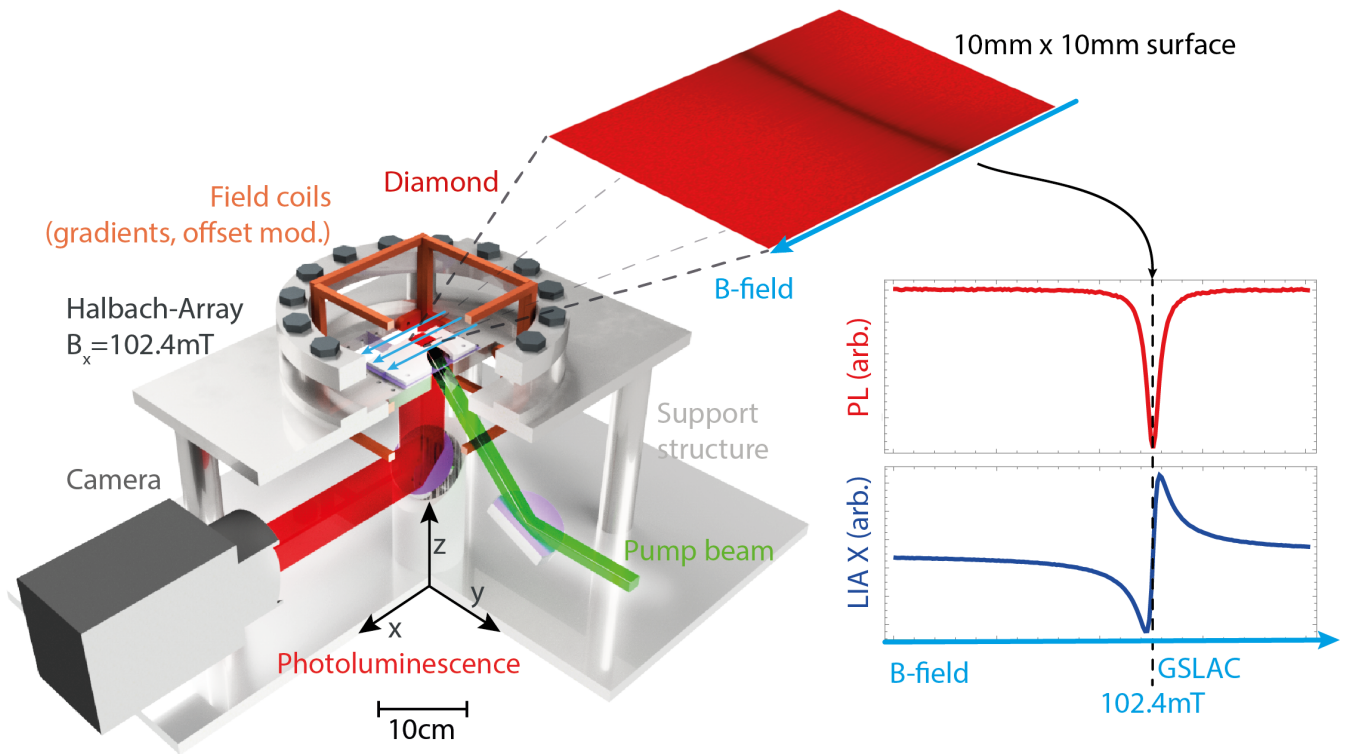 10mm x 10mm surface
Diamond
Field coils
(gradients, offset mod.)
B-field
Halbach-Array
Bx=102.4mT
Support
structure
Camera
Pump beam
z
y
x
Photoluminescence
10cm
PL (arb.)
LIA X (arb.)
B-field
GSLAC
102.4mT